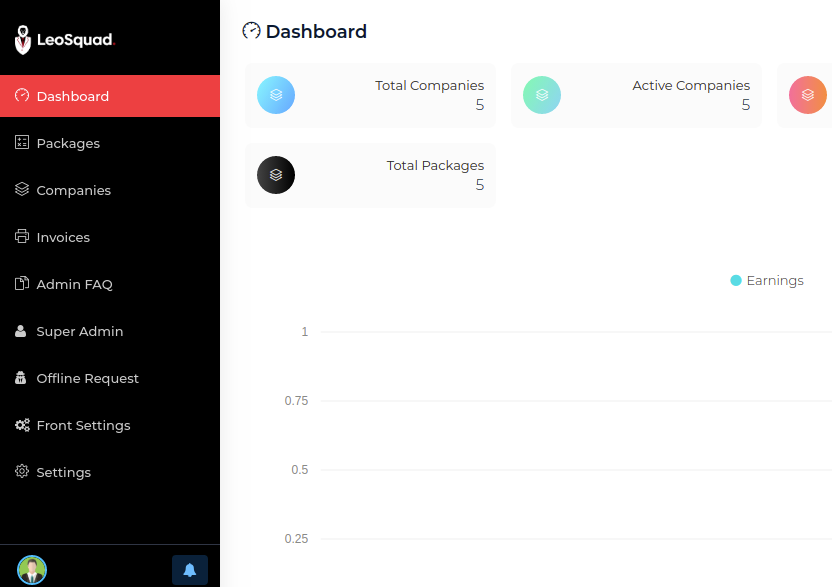 LeoSquad.
Dashboard
Packages
Companies
Invoices
Admin FAQ
Super Admin
Offline Request
Front Settings
Settings
Dashboard
Total Companies
5
Active Companies
5
Total Packages
5
Earnings
1
0.75
0.5
0.25